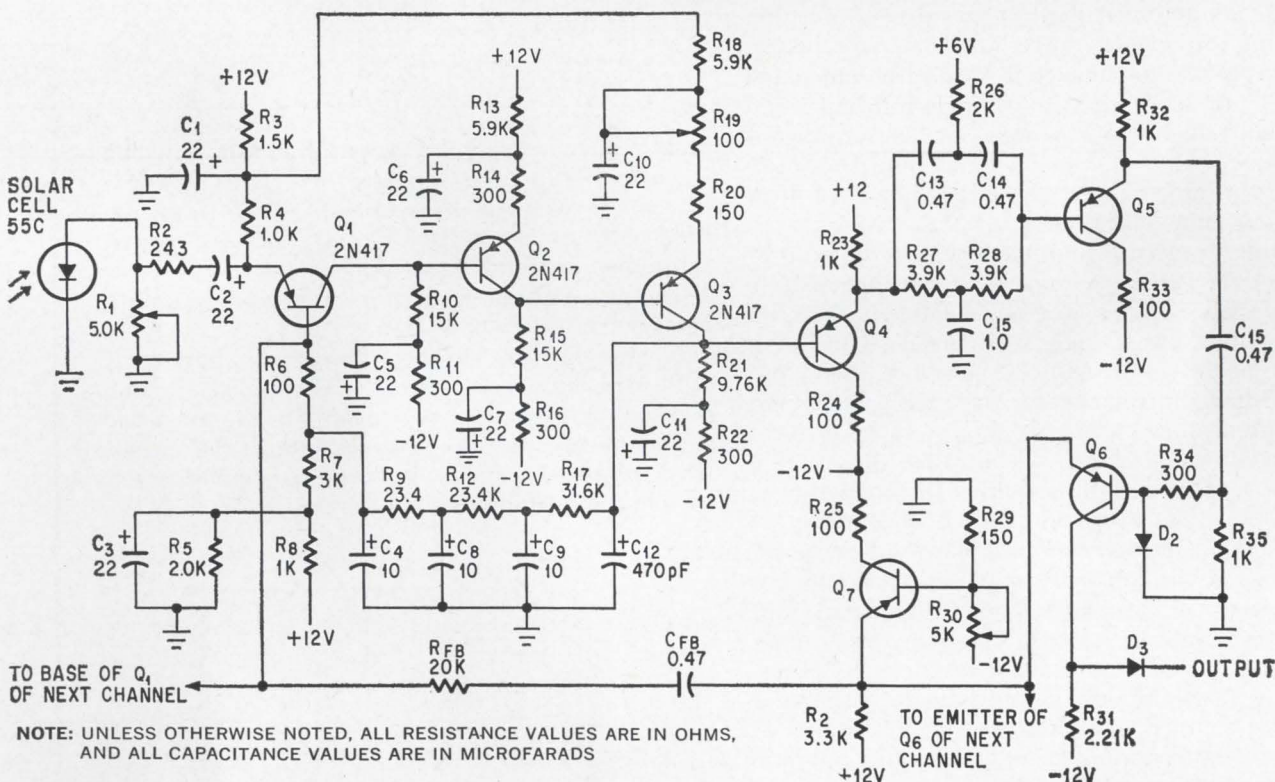 +12V
R3
1.5K
C1
22
+
SOLAR
CELL
55C
R2
243
R1
5.0K
C2
22
+
R4
1.0K
Q1
2N417
R6
100
R7
3K
R8
1K
+12V
C3 +
22
R5
2.0K
R10
15K
C5
22
+
R11
300
-12V
R9
23.4
R12
23.4K
R17
31.6K
+
C4
10
+
C8
10
+
C9
10
+
C12
470pF
+12V
R13
5.9K
C6
22
+
R14
300
Q2
2N417
R15
15K
C7
22
+
R16
300
-12V
R18
5.9K
R19
100
+
C10
22
R20
150
Q3
2N417
R21
9.76K
C11
22
+
R22
300
-12V
+12
R23
1K
Q4
R24
100
-12V
R25
100
Q7
R29
150
R30
5K
-12V
+6V
R26
2K
C13
0.47
C14
0.47
R27
3.9K
R28
3.9K
C15
1.0
+12V
R32
1K
Q5
R33
100
-12V
C15
0.47
Q6
R34
300
D2
R35
1K
D3
OUTPUT
R31
2.21K
-12V
TO BASE OF Q1
OF NEXT CHANNEL
RFB
20K
CFB
0.47
R2
3.3K
+12V
TO EMITTER OF
Q6 OF NEXT
CHANNEL
NOTE: UNLESS OTHERWISE NOTED, ALL RESISTANCE VALUES ARE IN OHMS,
AND ALL CAPACITANCE VALUES ARE IN MICROFARADS